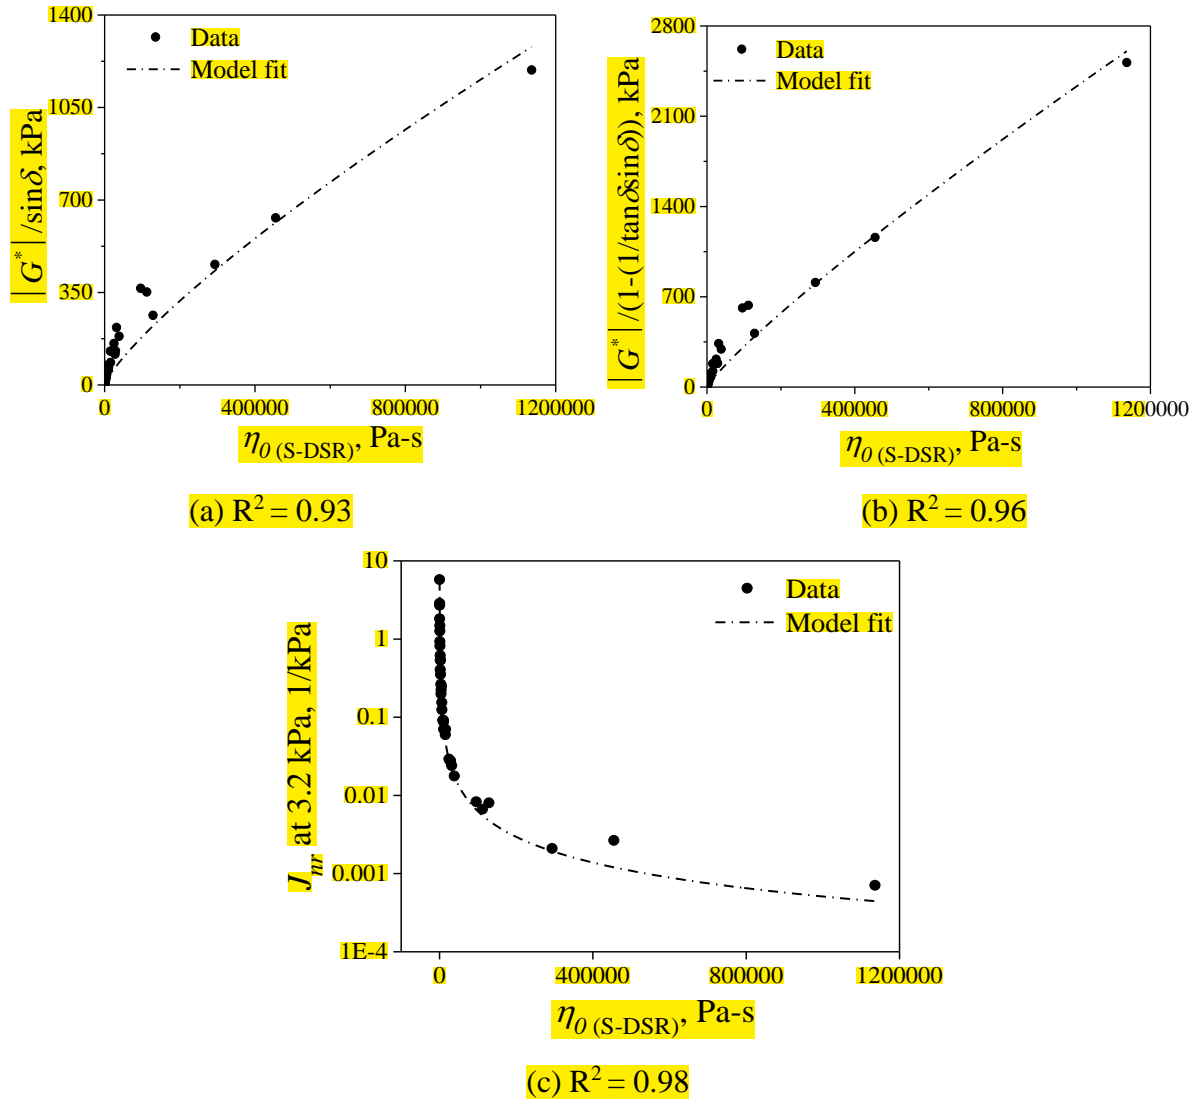 1400
1050
700
350
0
Data
Model fit
|G*|/sinδ, kPa
0
400000
800000
1200000
η0 (S-DSR), Pa-s
(a) R2 = 0.93
2800
2100
1400
700
0
Data
Model fit
|G*|/(1-(1/tanδsinδ)), kPa
0
400000
800000
1200000
η0 (S-DSR), Pa-s
(b) R2 = 0.96
10
1
0.1
0.01
0.001
1E-4
Data
Model fit
Jnr at 3.2 kPa, 1/kPa
0
400000
800000
1200000
η0 (S-DSR), Pa-s
(c) R2 = 0.98